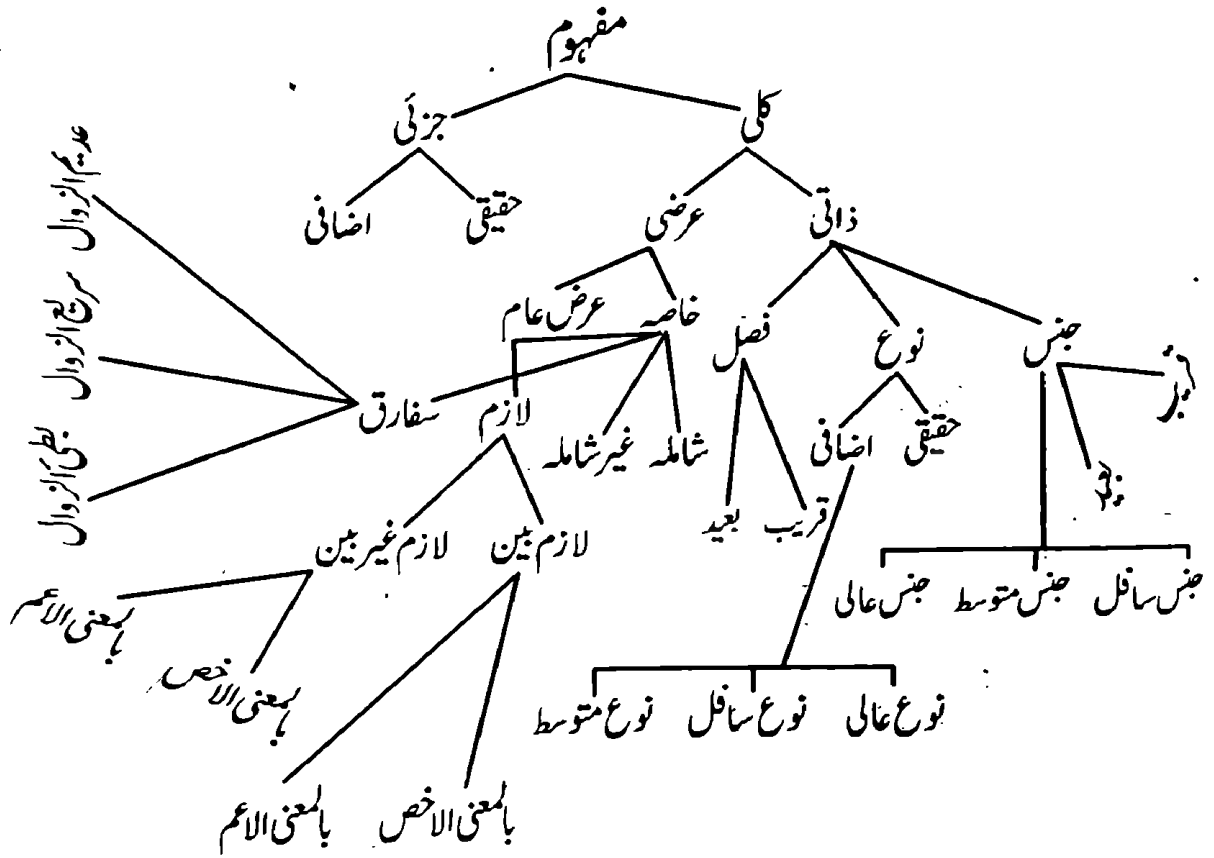 مفہوم
کلی جزئی
ذاتی عرضی حقیقی اضافی
جنس نوع فصل خاصہ عرض عام
قریب بعید
حقیقی اضافی
قریب بعید
شاملہ غیر شاملہ لازم مفارق
عدیم الزوال
سریع الزوال
بطئ الزوال
جنس سافل جنس متوسط جنس عالی
لازم بین لازم غیر بین
بالمعنی الاخص بالمعنی الاعم
نوع عالی نوع سافل نوع متوسط
بالمعنی الاخص بالمعنی الاعم